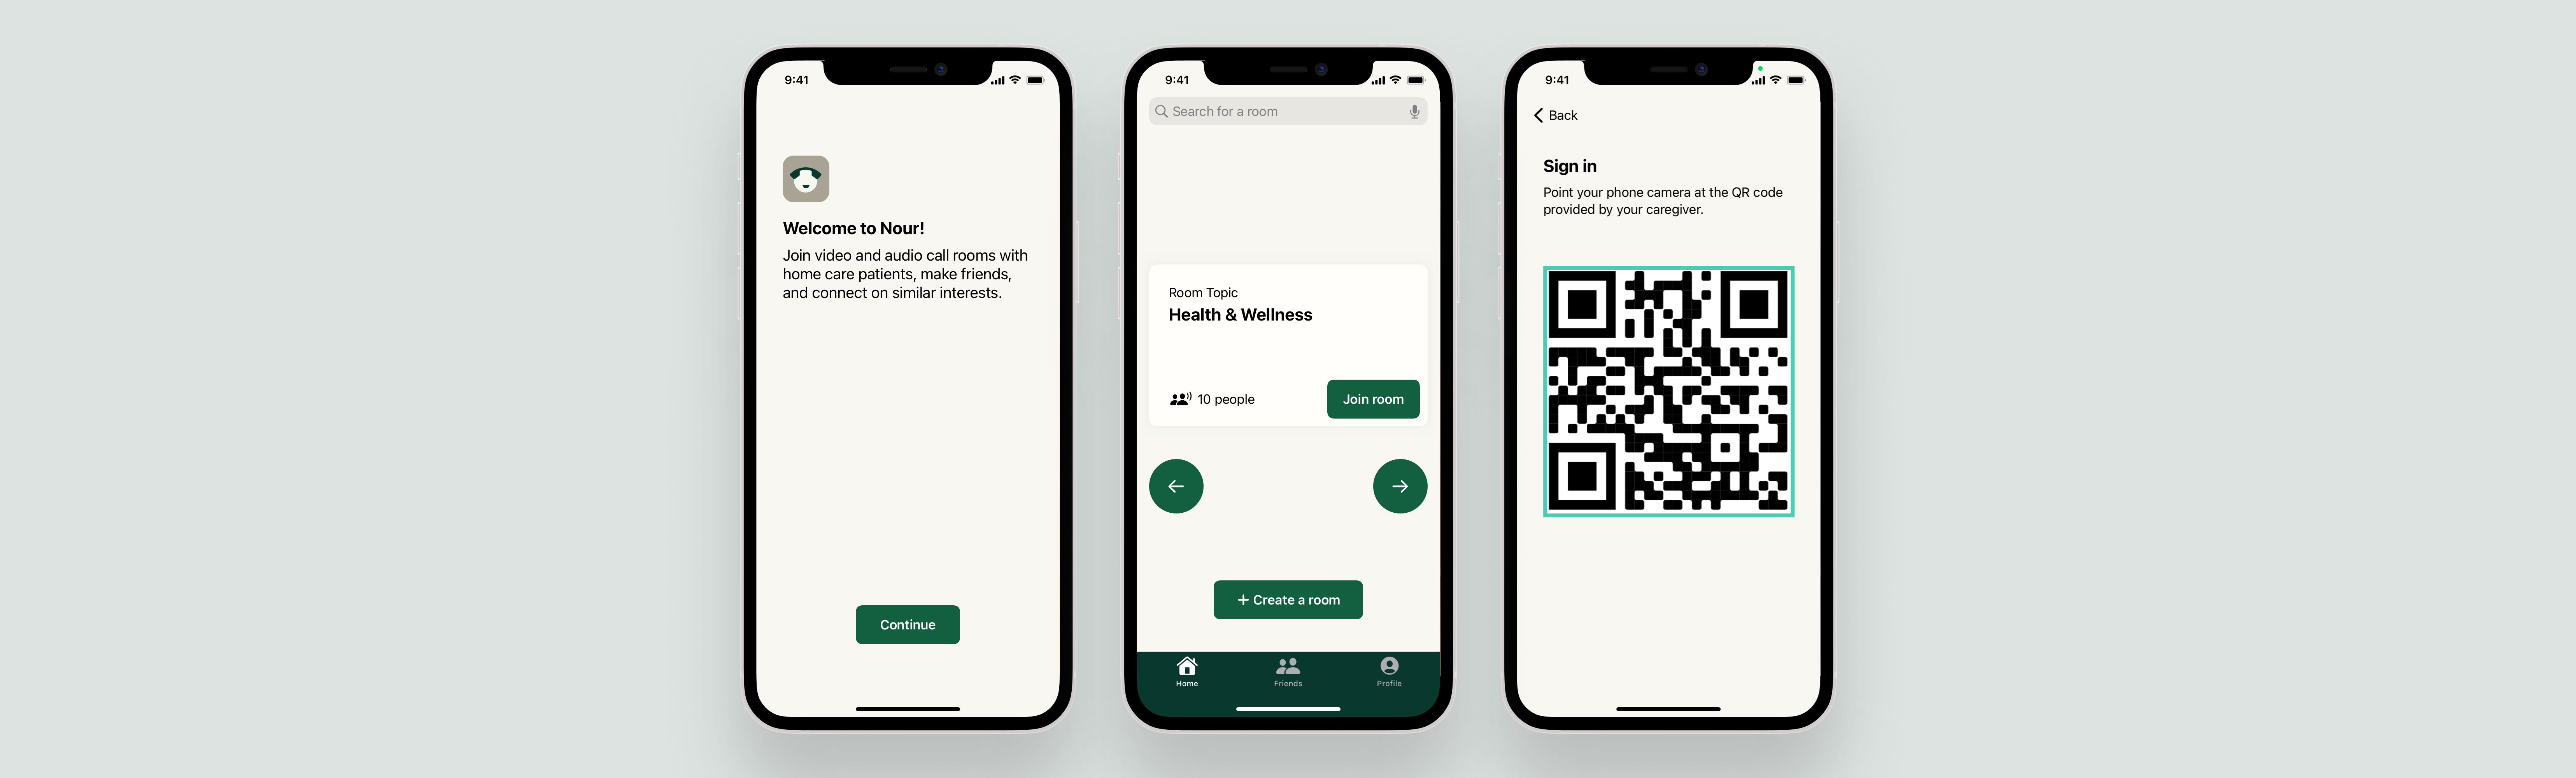 9:41
Welcome to Nour!
Join video and audio call rooms with
home care patients, make friends,
and connect on similar interests.
Continue
9:41
Search for a room
Room Topic
Health & Wellness
10 people
Join room
+ Create a room
Home
Friends
Profile
9:41
Back
Sign in
Point your phone camera at the QR code
provided by your caregiver.